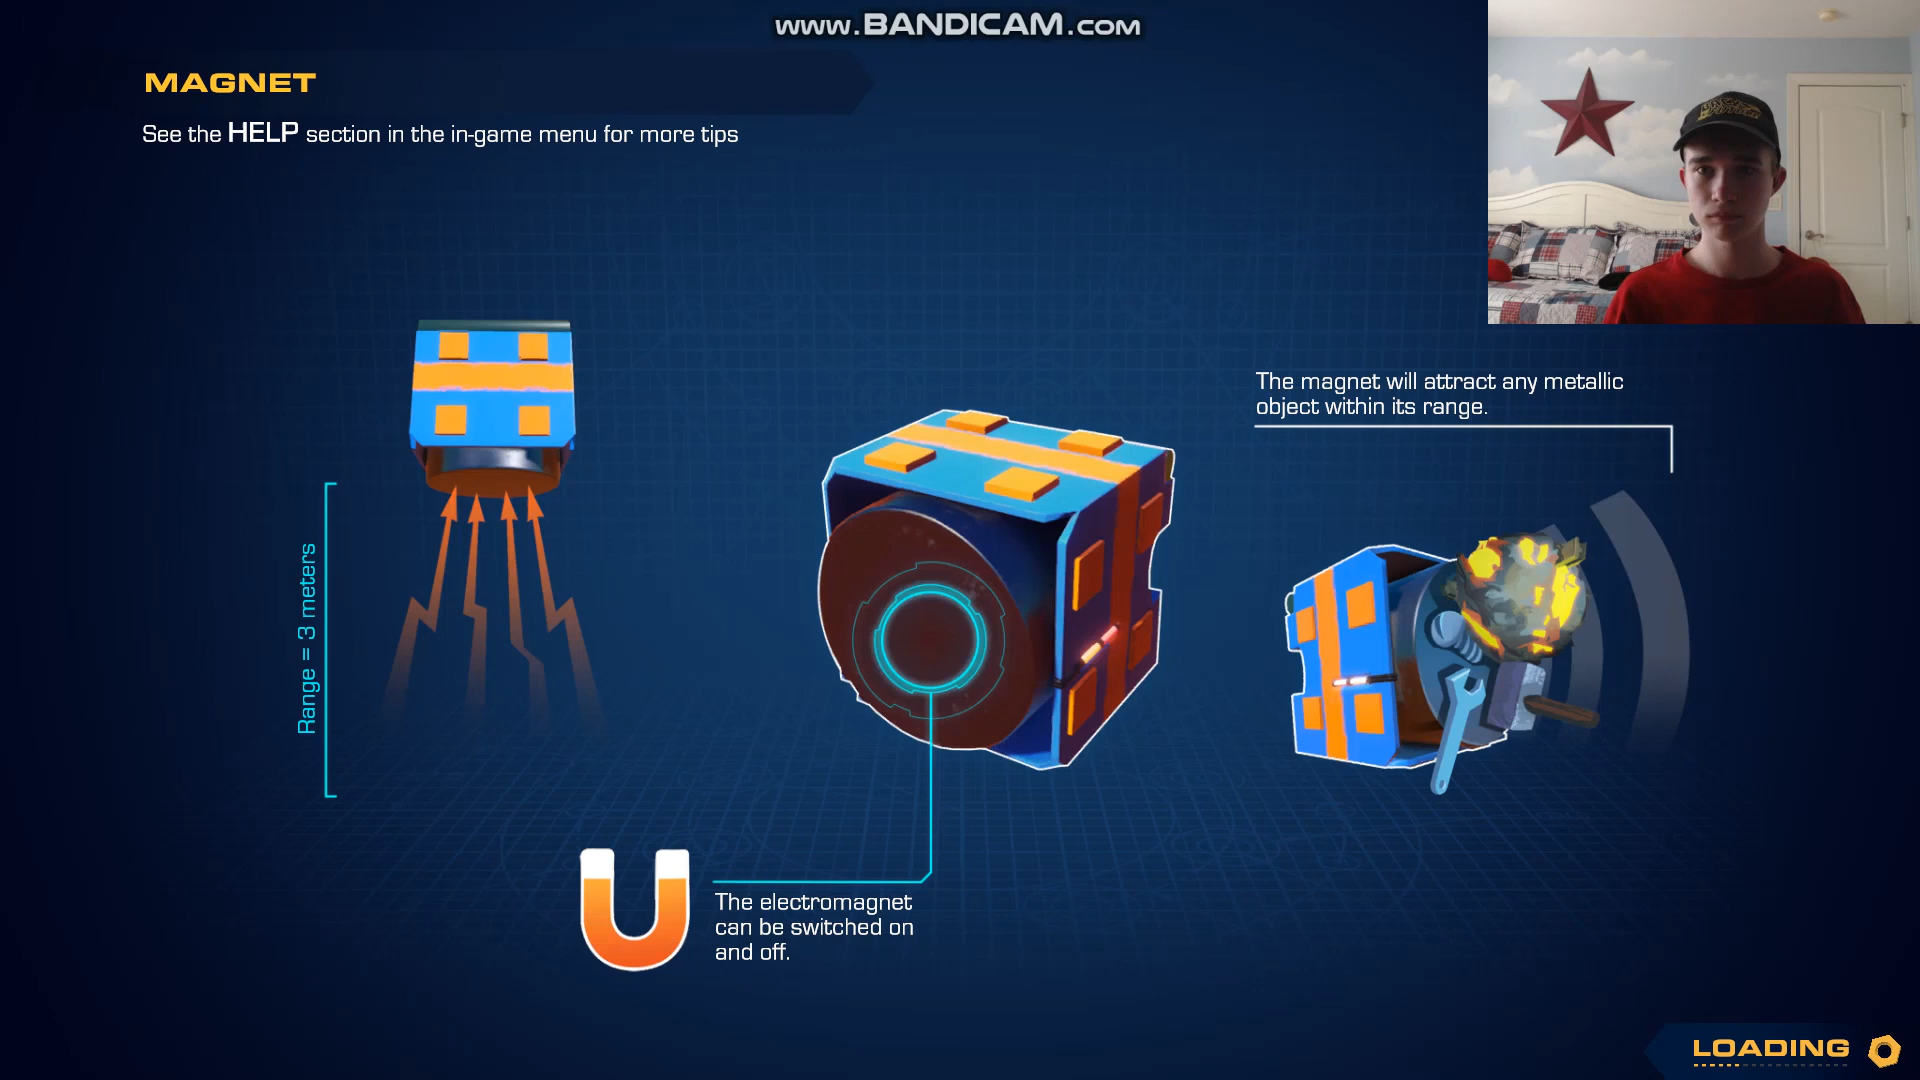 www.BANDICAM.COM
MAGNET
See the HELP section in the in-game menu for more tips
The magnet will attract any metallic
object within its range.
Range = 3 meters
The electromagnet
can be switched on
and off.
LOADING